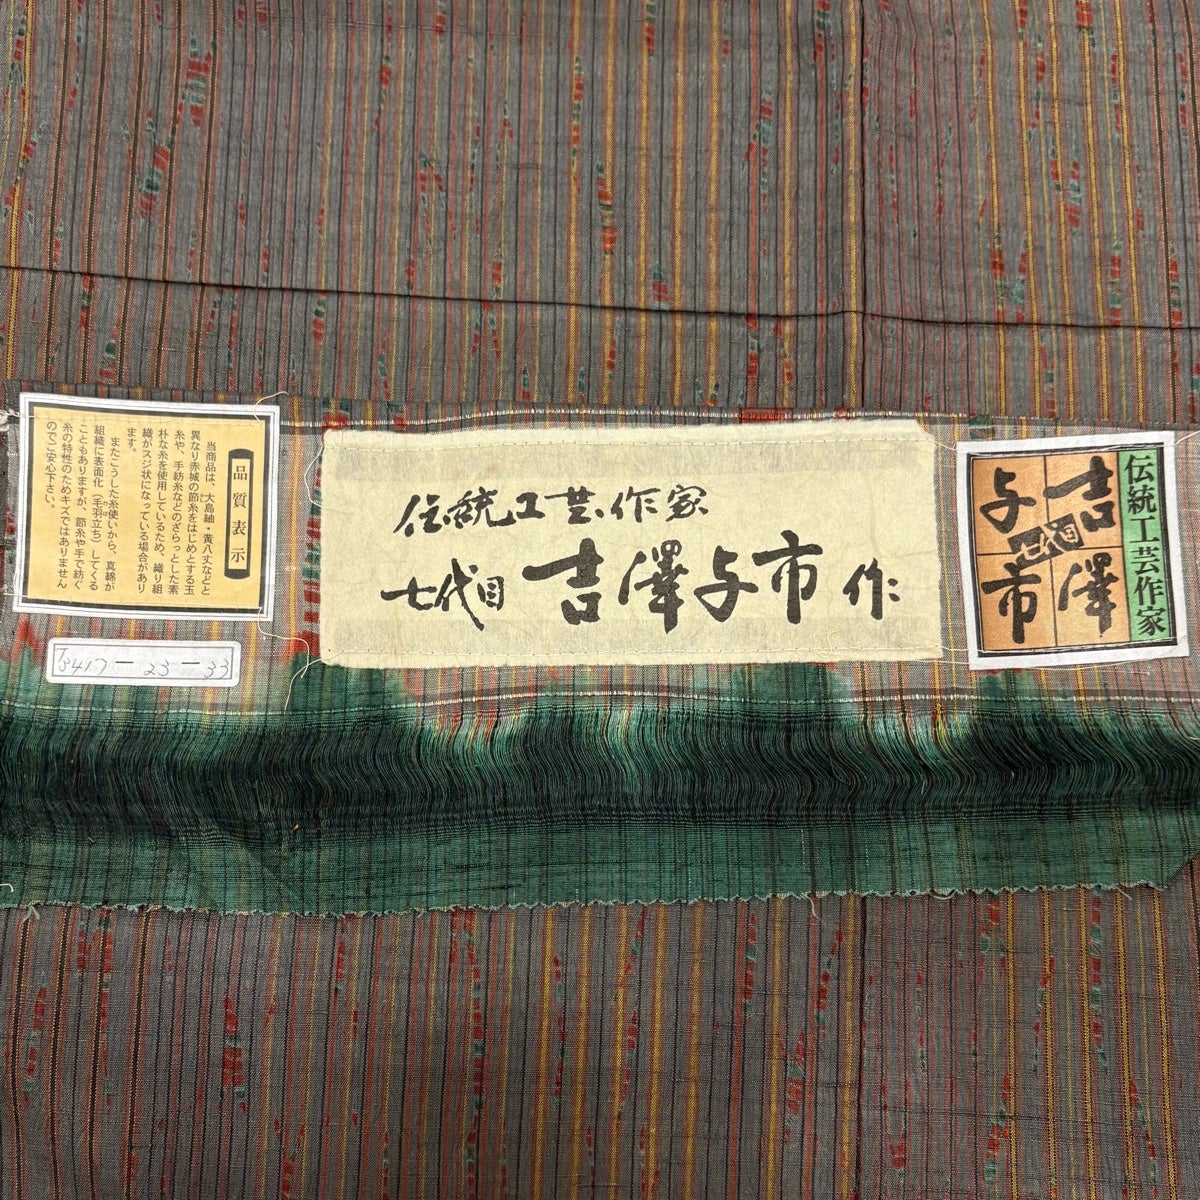 品質表示
当商品は、大島紬・黄八丈などと
異なり赤城の節糸をはじめとする玉
糸や、手紡糸などのざらっとした素
朴な糸を使用しているため、織り組
織がスジ状になっている場合があり
ます。
またこうした糸使いから、真綿が
組織に表面化（毛羽立ち）してくる
こともありますが、節糸や手で紡ぐ
糸の特性のためキズではありません
のでご安心下さい。
伝統工芸作家
七代目 吉澤与市 作
伝統工芸作家
吉澤
七代目
与市
23-33